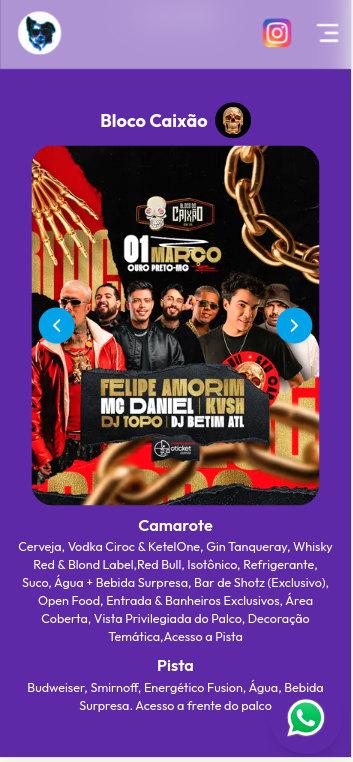 Bloco Caixão
BLOCO DO
CAIXÃO
01 MARÇO
OURO PRETO-MG
FELIPE AMORIM
MC DANIEL KVSH
DJ TOPO | DJ BETIM ATL
oticket
Camarote
Cerveja, Vodka Ciroc & KetelOne, Gin Tanqueray, Whisky
Red & Blond Label,Red Bull, Isotônico, Refrigerante,
Suco, Água + Bebida Surpresa, Bar de Shotz (Exclusivo),
Open Food, Entrada & Banheiros Exclusivos, Área
Coberta, Vista Privilegiada do Palco, Decoração
Temática,Acesso a Pista
Pista
Budweiser, Smirnoff, Energético Fusion, Água, Bebida
Surpresa. Acesso a frente do palco